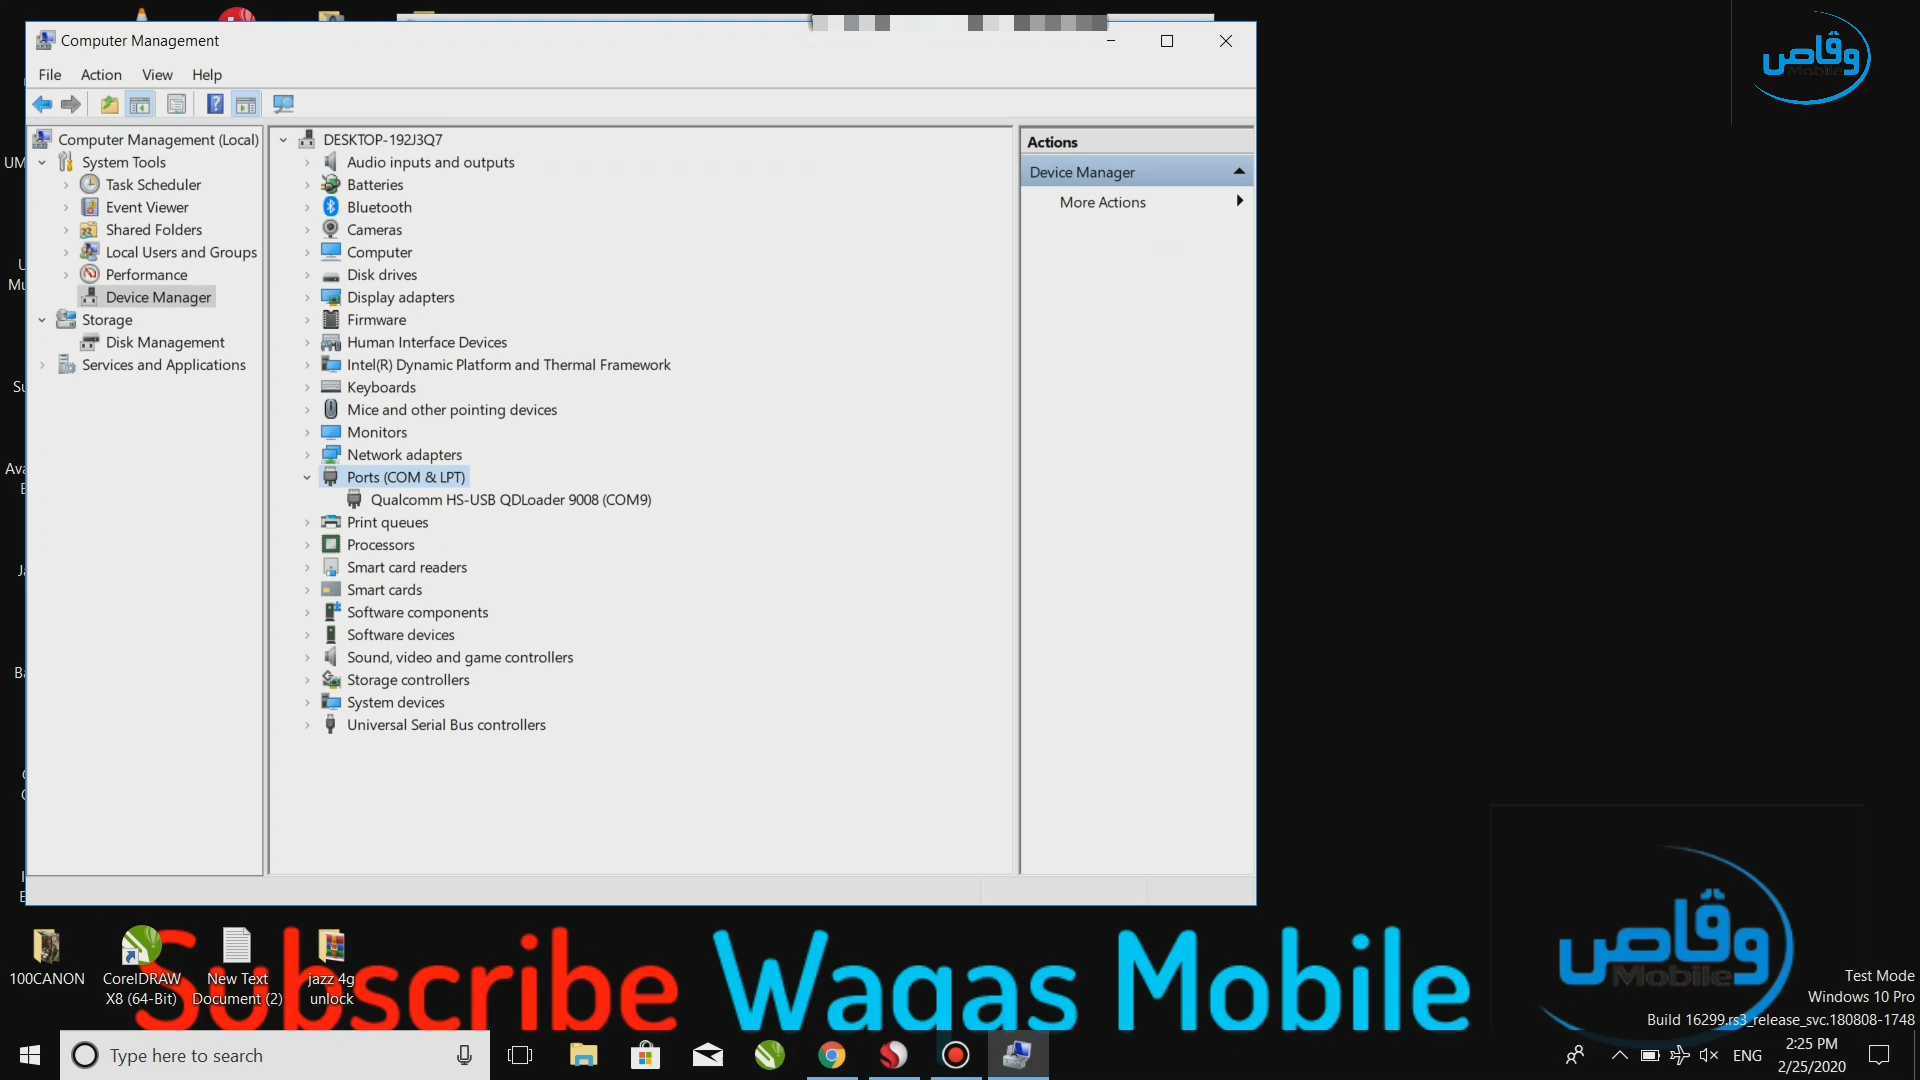 Computer Management
File Action View Help
Computer Management (Local)
System Tools
Task Scheduler
Event Viewer
Shared Folders
Local Users and Groups
Performance
Device Manager
Storage
Disk Management
Services and Applications
DESKTOP-192J3Q7
Audio inputs and outputs
Batteries
Bluetooth
Cameras
Computer
Disk drives
Display adapters
Firmware
Human Interface Devices
Intel(R) Dynamic Platform and Thermal Framework
Keyboards
Mice and other pointing devices
Monitors
Network adapters
Ports (COM & LPT)
Qualcomm HS-USB QDLoader 9008 (COM9)
Print queues
Processors
Smart card readers
Smart cards
Software components
Software devices
Sound, video and game controllers
Storage controllers
System devices
Universal Serial Bus controllers
Actions
Device Manager
More Actions
وقاص
Mobile
100CANON
CorelDRAW
X8 (64-Bit)
New Text
Document (2)
jazz 4g
unlock
Subscribe Waqas Mobile
وقاص
Mobile
Test Mode
Windows 10 Pro
Build 16299.rs3_release_svc.180808-1748
Type here to search
ENG
2:25 PM
2/25/2020